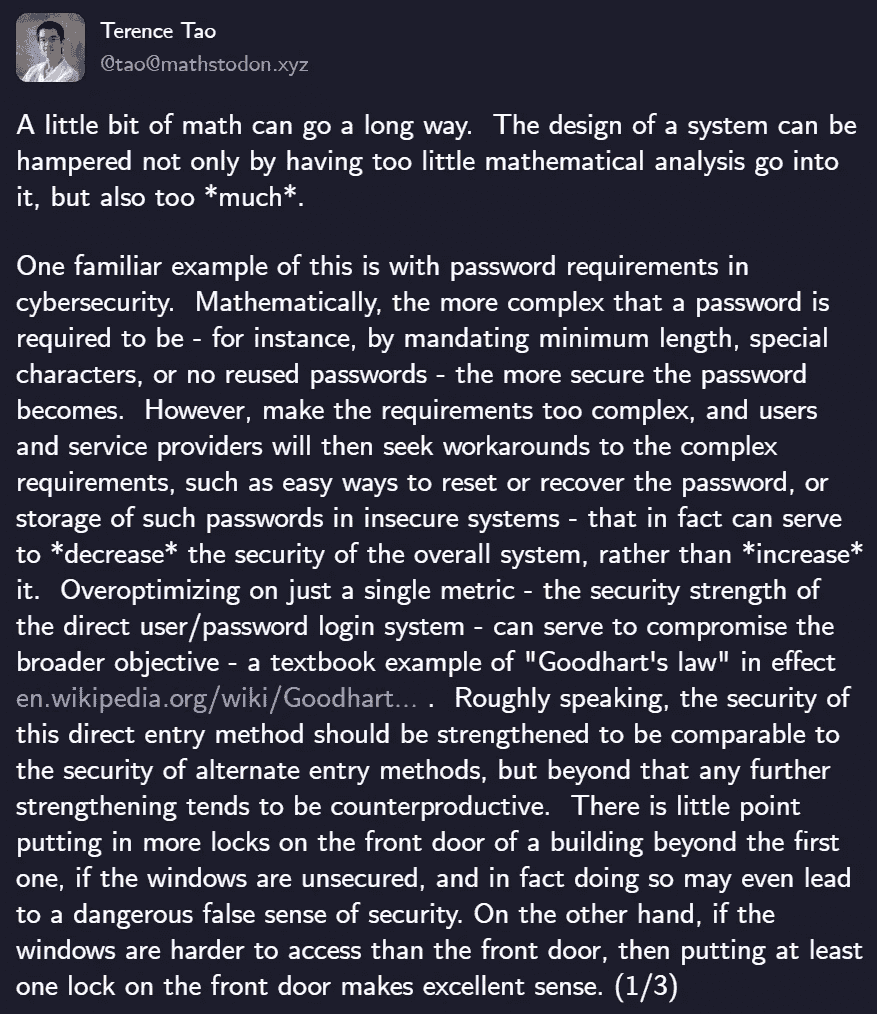 Terence Tao
@tao@mathstodon.xyz
A little bit of math can go a long way.  The design of a system can be
hampered not only by having too little mathematical analysis go into
it, but also too *much*.
One familiar example of this is with password requirements in
cybersecurity.  Mathematically, the more complex that a password is
required to be - for instance, by mandating minimum length, special
characters, or no reused passwords - the more secure the password
becomes.  However, make the requirements too complex, and users
and service providers will then seek workarounds to the complex
requirements, such as easy ways to reset or recover the password, or
storage of such passwords in insecure systems - that in fact can serve
to *decrease* the security of the overall system, rather than *increase*
it.  Overoptimizing on just a single metric - the security strength of
the direct user/password login system - can serve to compromise the
broader objective - a textbook example of "Goodhart's law" in effect
en.wikipedia.org/wiki/Goodhart... .  Roughly speaking, the security of
this direct entry method should be strengthened to be comparable to
the security of alternate entry methods, but beyond that any further
strengthening tends to be counterproductive.  There is little point
putting in more locks on the front door of a building beyond the first
one, if the windows are unsecured, and in fact doing so may even lead
to a dangerous false sense of security. On the other hand, if the
windows are harder to access than the front door, then putting at least
one lock on the front door makes excellent sense. (1/3)